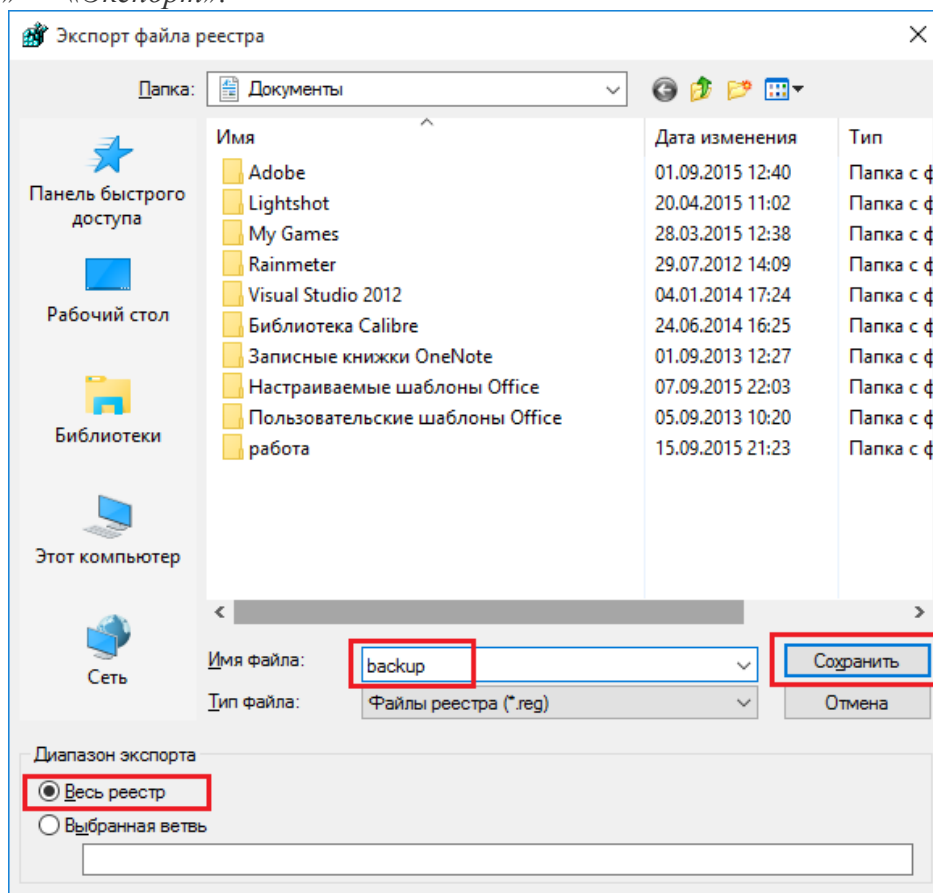 » «Экспорт».
Экспорт файла реестра
Папка: Документы
Имя Дата изменения Тип
Adobe 01.09.2015 12:40 Папка с ф
Lightshot 20.04.2015 11:02 Папка с ф
My Games 28.03.2015 12:38 Папка с ф
Rainmeter 29.07.2012 14:09 Папка с ф
Visual Studio 2012 04.01.2014 17:24 Папка с ф
Библиотека Calibre 24.06.2014 16:25 Папка с ф
Записные книжки OneNote 01.09.2013 12:27 Папка с ф
Настраиваемые шаблоны Office 07.09.2015 22:03 Папка с ф
Пользовательские шаблоны Office 05.09.2013 10:20 Папка с ф
работа 15.09.2015 21:23 Папка с ф
Панель быстрого
доступа
Рабочий стол
Библиотеки
Этот компьютер
Сеть
Имя файла: backup Сохранить
Тип файла: Файлы реестра (*.reg) Отмена
Диапазон экспорта
Весь реестр
Выбранная ветвь